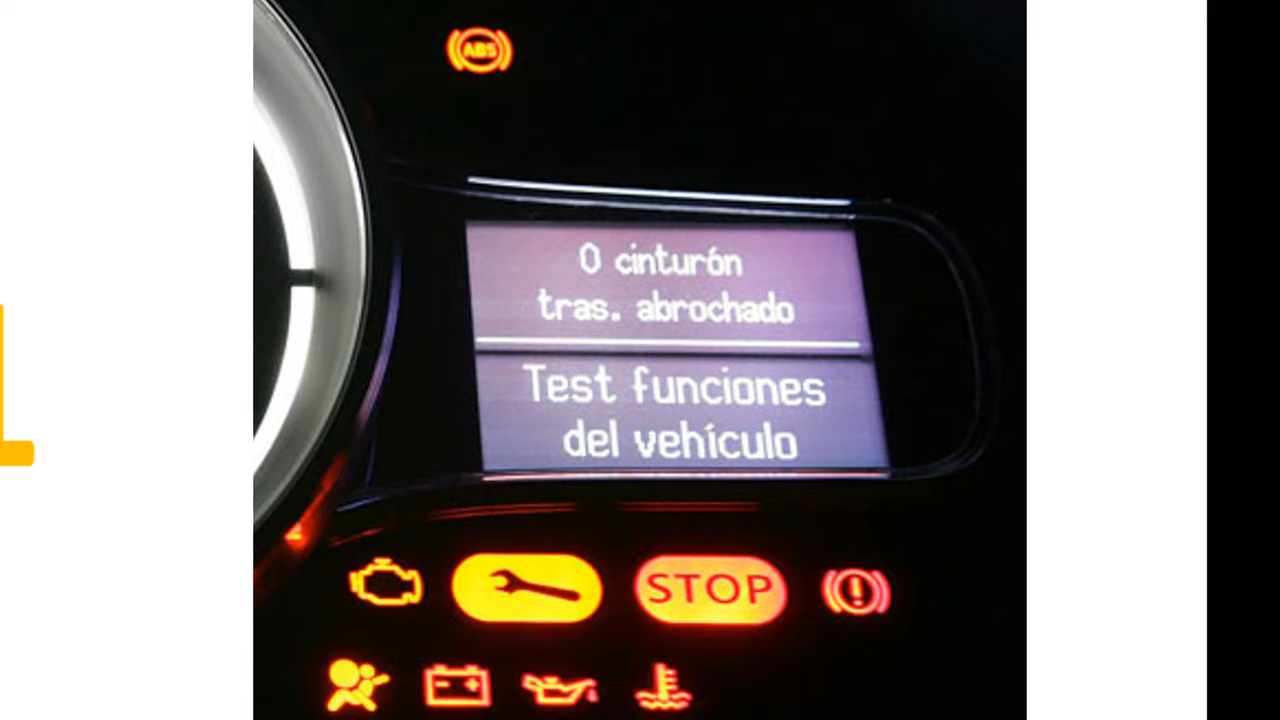 ABS
0 cinturón
tras. abrochado
Test funciones
del vehículo
STOP